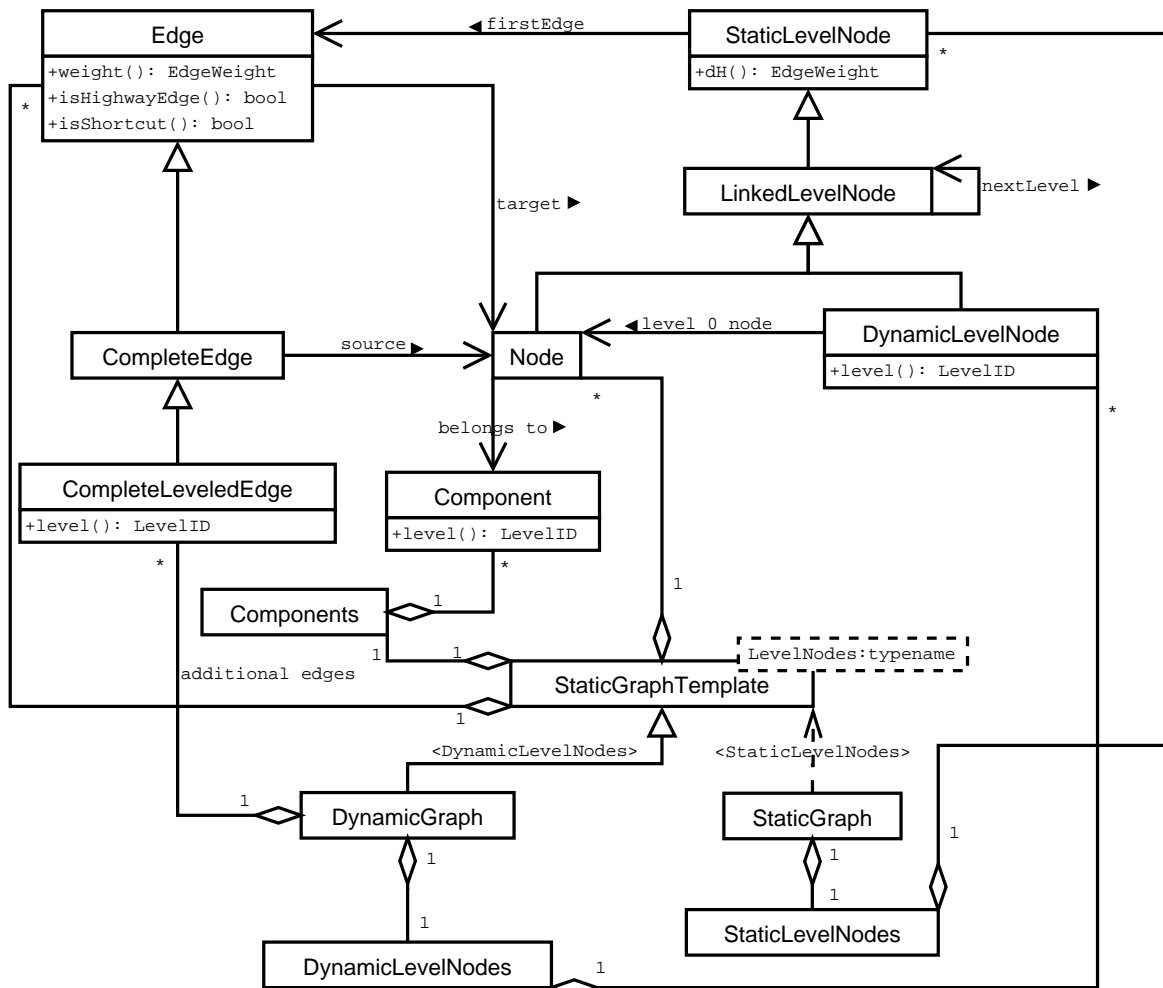 Edge
+weight(): EdgeWeight
+isHighwayEdge(): bool
+isShortcut(): bool
*
◄ firstEdge
StaticLevelNode
+dH(): EdgeWeight
*
LinkedLevelNode
nextLevel ►
target ►
CompleteEdge
source ►
Node
*
◄ level 0 node
DynamicLevelNode
+level(): LevelID
*
belongs to ►
CompleteLeveledEdge
+level(): LevelID
*
Component
+level(): LevelID
*
Components
1
1
1
1
LevelNodes:typename
additional edges
StaticGraphTemplate
1
<DynamicLevelNodes>
<StaticLevelNodes>
1
DynamicGraph
1
StaticGraph
1
1
1
1
StaticLevelNodes
1
DynamicLevelNodes
1